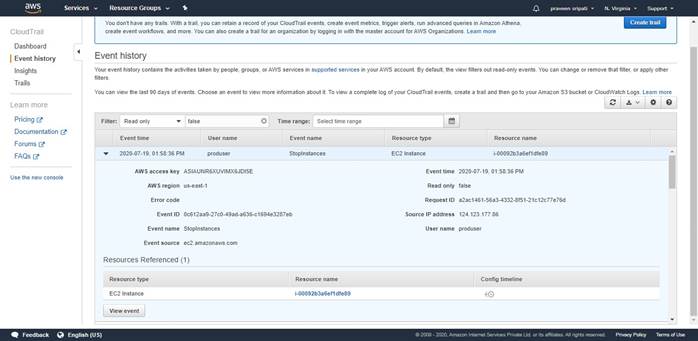 aws Services Resource Groups praveen sripati N. Virginia Support
CloudTrail
Dashboard
Event history
Insights
Trails
Learn more
Pricing
Documentation
Forums
FAQs
Use the new console
You don't have any trails. With a trail, you can retain a record of your CloudTrail events, create event metrics, trigger alerts, run advanced queries in Amazon Athena,
create event workflows, and more. You can also create a trail for an organization by logging in with the master account for AWS Organizations. Learn more
Create trail
Event history
Your event history contains the activities taken by people, groups, or AWS services in supported services in your AWS account. By default, the view filters out read-only events. You can change or remove that filter, or apply other
filters.
You can view the last 90 days of events. Choose an event to view more information about it. To view a complete log of your CloudTrail events, create a trail and then go to your Amazon S3 bucket or CloudWatch Logs. Learn more
Filter: Read only false Time range: Select time range
Event time User name Event name Resource type Resource name
2020-07-19, 01:58:36 PM produser StopInstances EC2 Instance i-00092b3a6ef1dfe89
AWS access key ASIAUNR6XUVIMX6JDI5E Event time 2020-07-19, 01:58:36 PM
AWS region us-east-1 Read only false
Error code Request ID a2ac1461-56a3-4332-8f51-21c12c77e76d
Event ID 0c612aa9-27c0-49ad-a636-c1694e3287eb Source IP address 124.123.177.86
Event name StopInstances User name produser
Event source ec2.amazonaws.com
Resources Referenced (1)
Resource type Resource name Config timeline
EC2 Instance i-00092b3a6ef1dfe89
View event
Feedback English (US) © 2008 - 2020, Amazon Internet Services Private Ltd. or its affiliates. All rights reserved. Privacy Policy Terms of Use